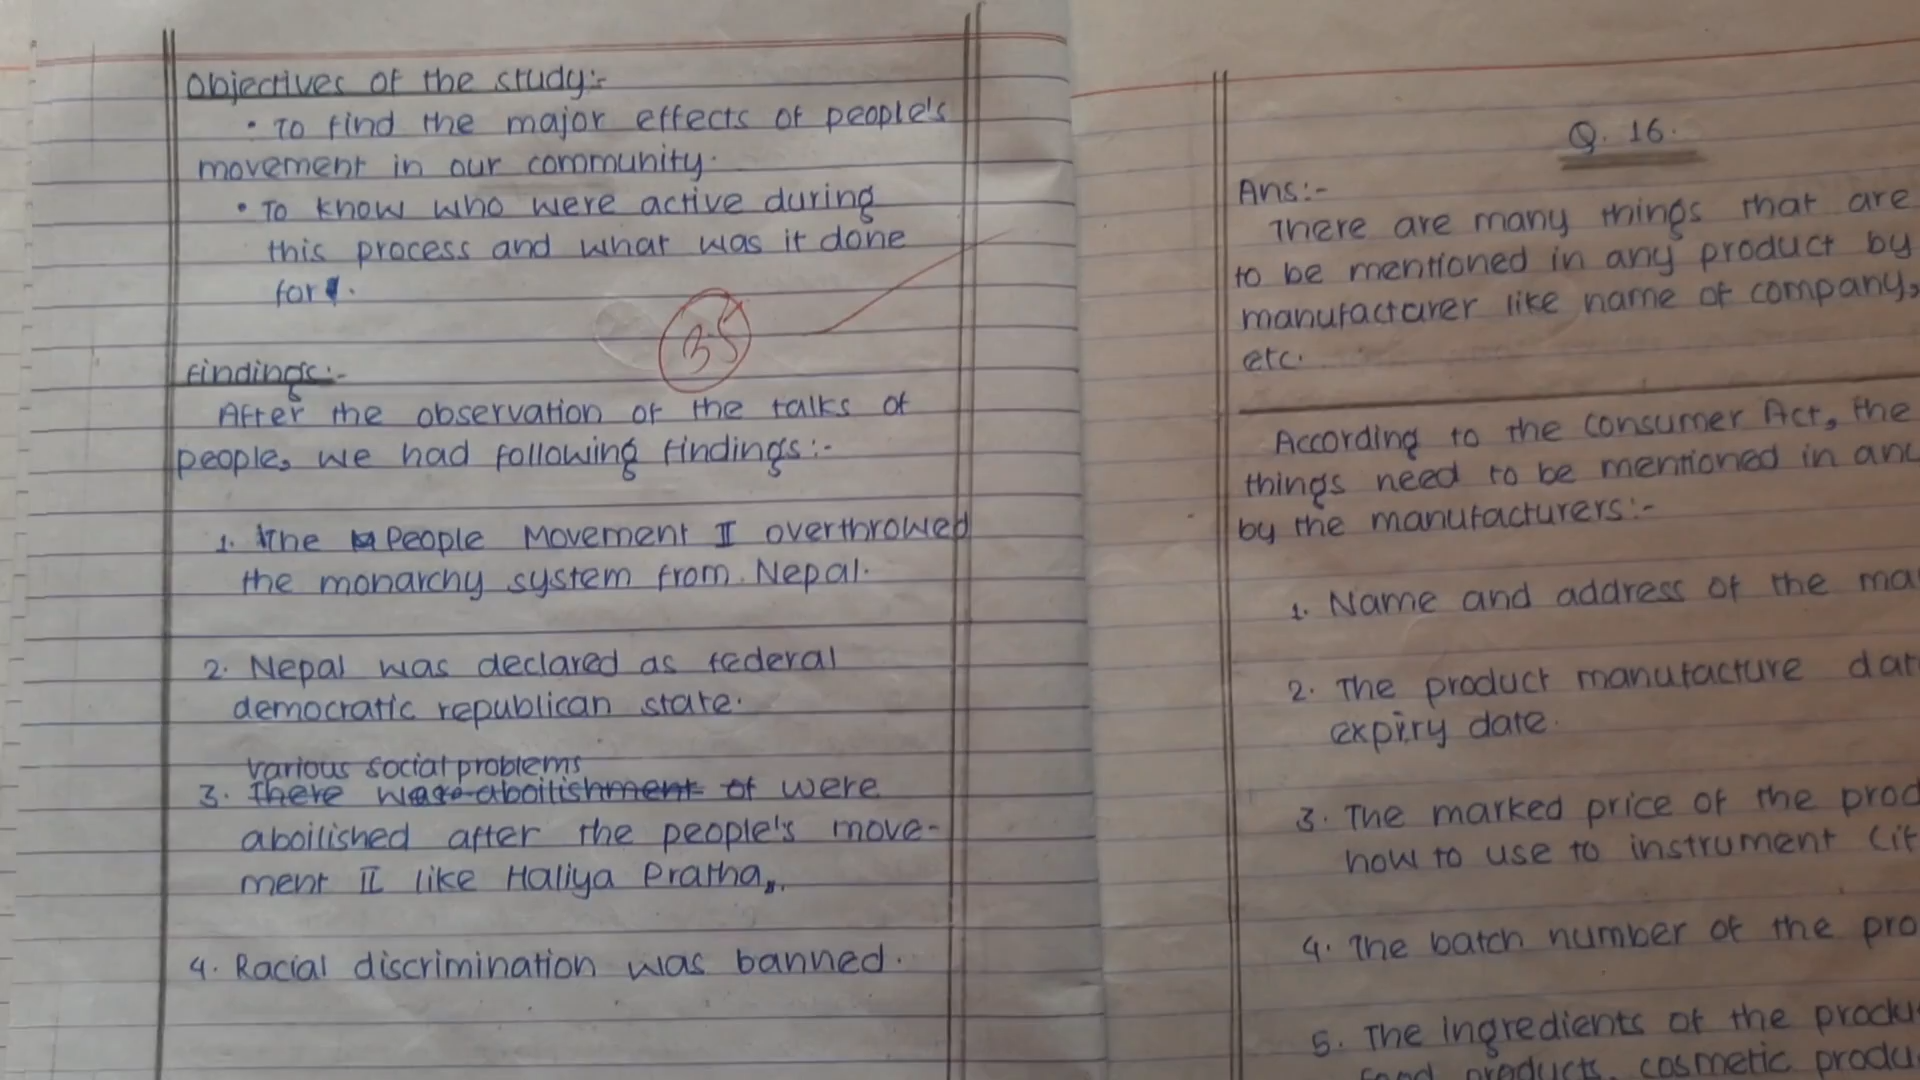 Objectives of the study:-
• To find the major effects of people's
movement in our community.
• To know who were active during
this process and what was it done
for.
35
Findings:-
After the observation of the talks of
people, we had following findings:-
1. The People Movement II overthrowed
the monarchy system from Nepal.
2. Nepal was declared as federal
democratic republican state.
various social problems
3. There was abolishment of were
aboilished after the people's move-
ment II like Haliya Pratha,,.
4. Racial discrimination was banned.
Q. 16.
Ans:-
There are many things that are
to be mentioned in any product by
manufacturer like name of company,
etc.
According to the Consumer Act, the
things need to be mentioned in
by the manufacturers:-
1. Name and address of the
2. The product manufacture
expiry date.
3. The marked price of the
how to use to instrument
4. The batch number of the
5. The ingredients of the
food products, cosmetic